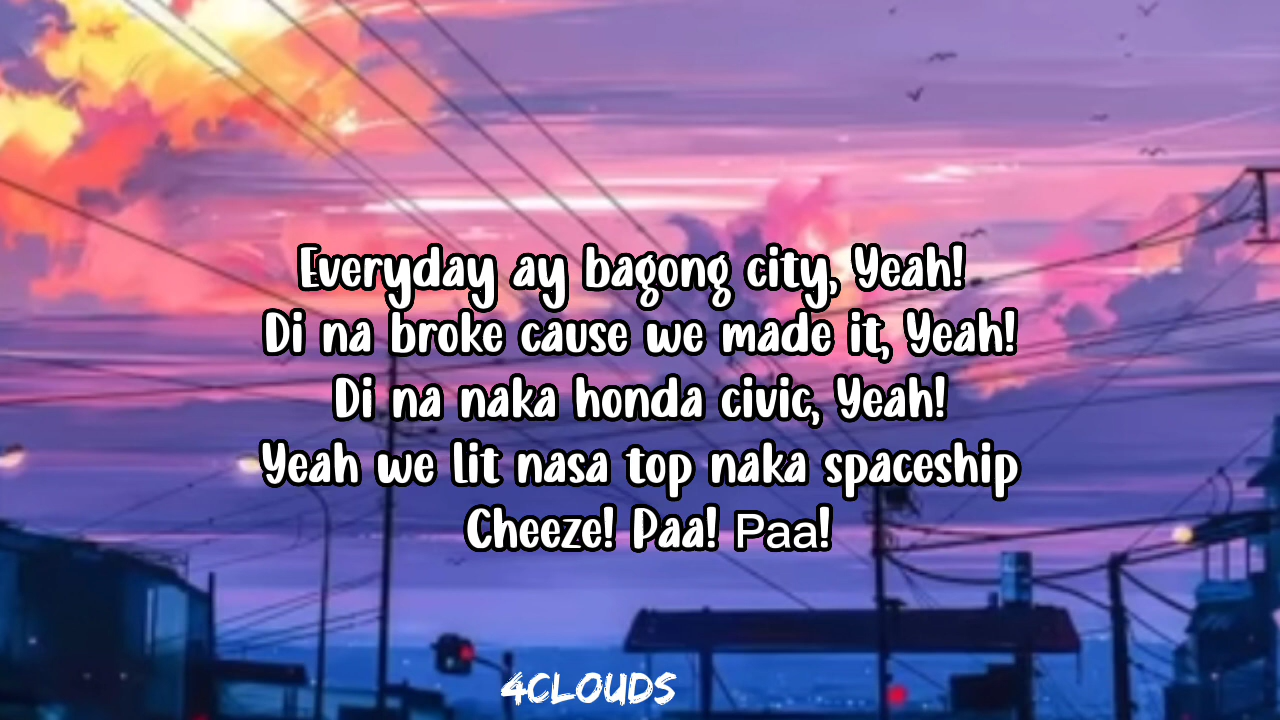 Everyday ay bagong city, Yeah!
Di na broke cause we made it, Yeah!
Di na naka honda civic, Yeah!
Yeah we lit nasa top naka spaceship
Cheeze! Paa! Paa!
4CLOUDS